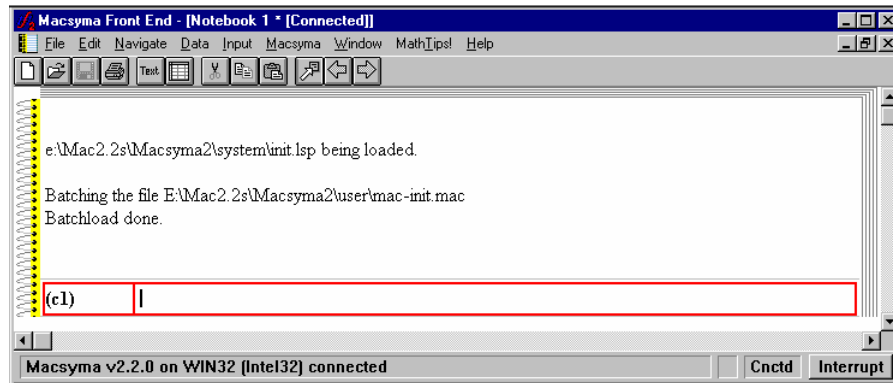 Macsyma Front End - [Notebook 1 * [Connected]]
File Edit Navigate Data Input Macsyma Window MathTips! Help
Text
e:\Mac2.2s\Macsyma2\system\init.lsp being loaded.
Batching the file E:\Mac2.2s\Macsyma2\user\mac-init.mac
Batchload done.
(c1)
Macsyma v2.2.0 on WIN32 (Intel32) connected
Cnctd Interrupt